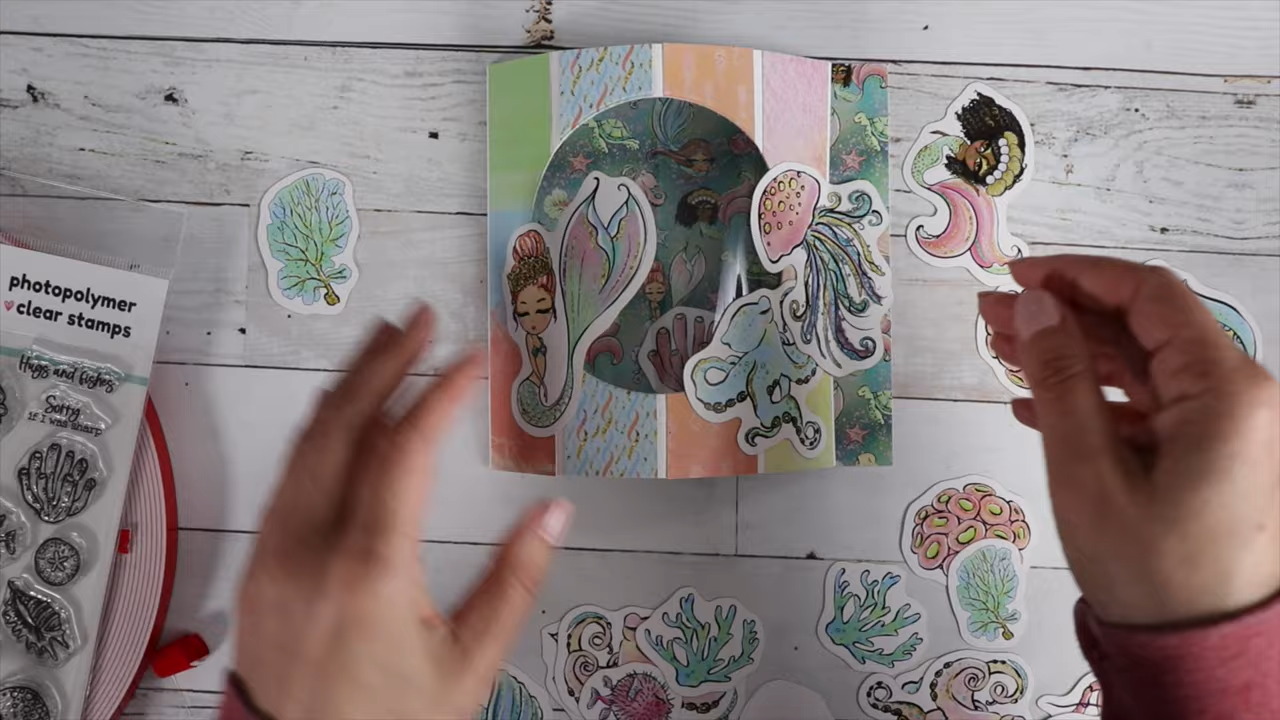 photopolymer
clear stamps
Hugs and fishes
Sorry
if I was sharp